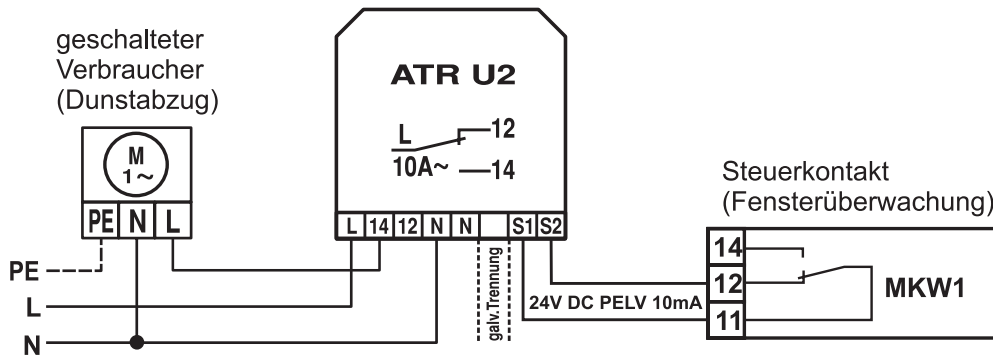 geschalteter
Verbraucher
(Dunstabzug)
M
1~
PE N L
ATR U2
L
12
10A~
14
L 14 12 N N S1 S2
galv.Trennung
PE
L
N
24V DC PELV 10mA
Steuerkontakt
(Fensterüberwachung)
14
12
11
MKW1